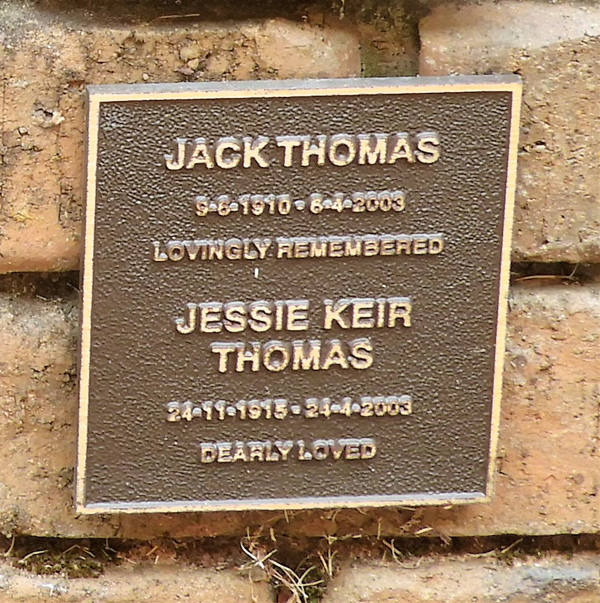 JACK THOMAS
9-6-1910 - 6-4-2003
LOVINGLY REMEMBERED
JESSIE KEIR
THOMAS
24-11-1915 - 24-4-2003
DEARLY LOVED